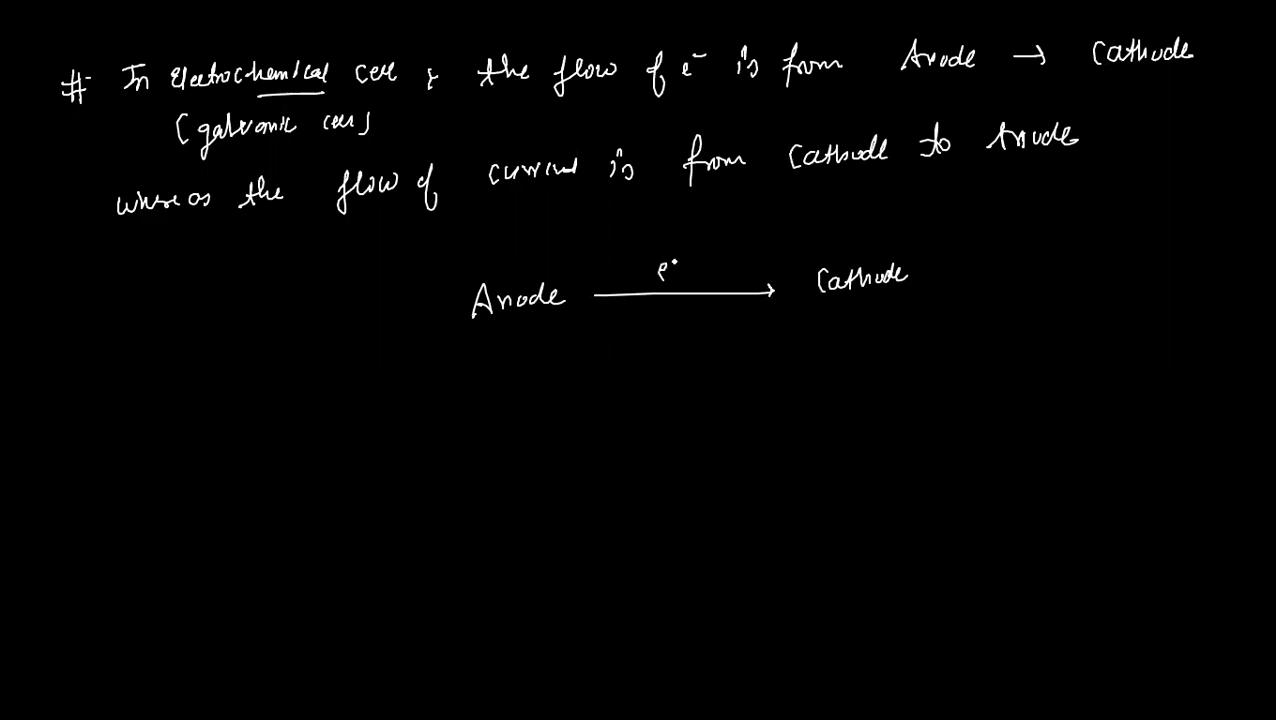 # In Electrochemical cell : the flow of e⁻ is from Anode → Cathode
(galvanic cell)
whereas the flow of current is from Cathode to Anode
e⁻
Anode → Cathode